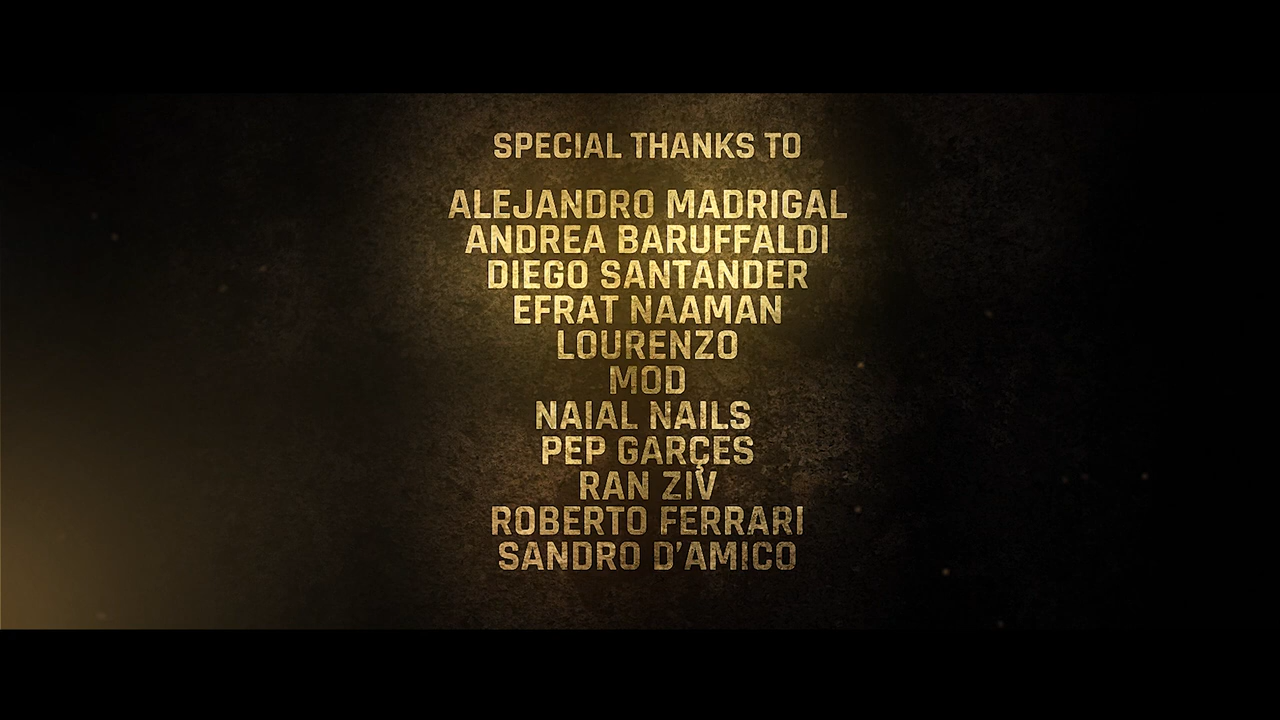 SPECIAL THANKS TO
ALEJANDRO MADRIGAL
ANDREA BARUFFALDI
DIEGO SANTANDER
EFRAT NAAMAN
LOURENZO
MOD
NAIAL NAILS
PEP GARÇES
RAN ZIV
ROBERTO FERRARI
SANDRO D’AMICO